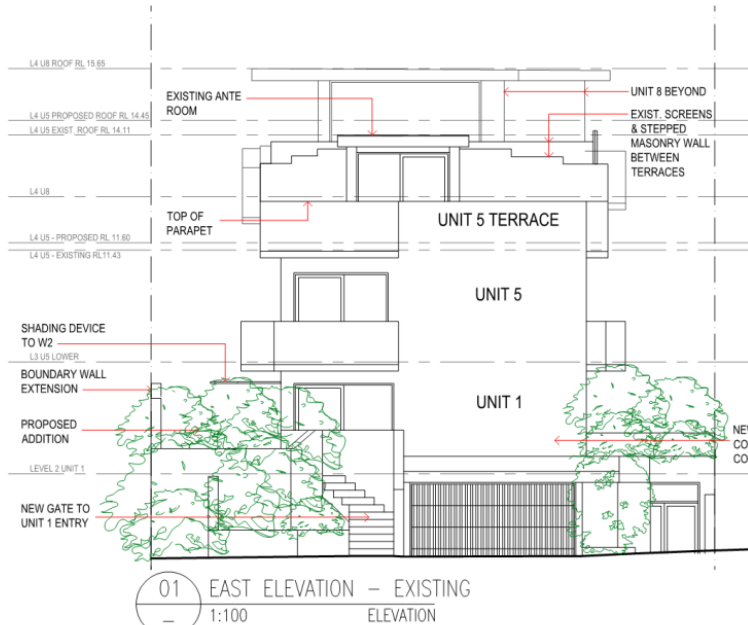 L4 U8 ROOF RL 15.65
EXISTING ANTE
ROOM
UNIT 8 BEYOND
L4 U5 PROPOSED ROOF RL 14.45
L4 U5 EXIST. ROOF RL 14.11
EXIST. SCREENS
& STEPPED
MASONRY WALL
BETWEEN
TERRACES
L4 U8
TOP OF
PARAPET
UNIT 5 TERRACE
L4 U5 - PROPOSED RL 11.60
L4 U5 - EXISTING RL11.43
UNIT 5
SHADING DEVICE
TO W2
L3 U5 LOWER
BOUNDARY WALL
EXTENSION
UNIT 1
PROPOSED
ADDITION
NEW
CO
CO
LEVEL 2 UNIT 1
NEW GATE TO
UNIT 1 ENTRY
01 EAST ELEVATION - EXISTING
– 1:100 ELEVATION